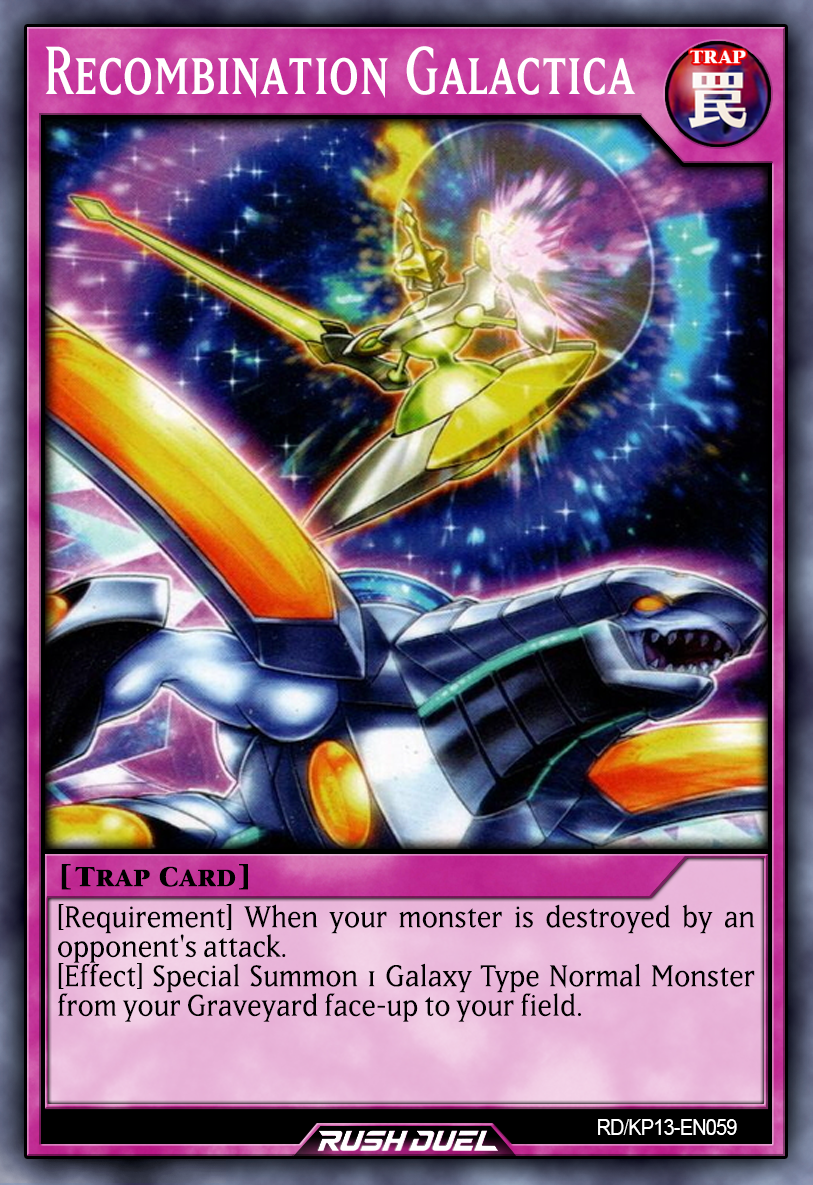 Recombination Galactica
TRAP
罠
[Trap Card]
[Requirement] When your monster is destroyed by an
opponent's attack.
[Effect] Special Summon 1 Galaxy Type Normal Monster
from your Graveyard face-up to your field.
RD/KP13-EN059
RUSH DUEL